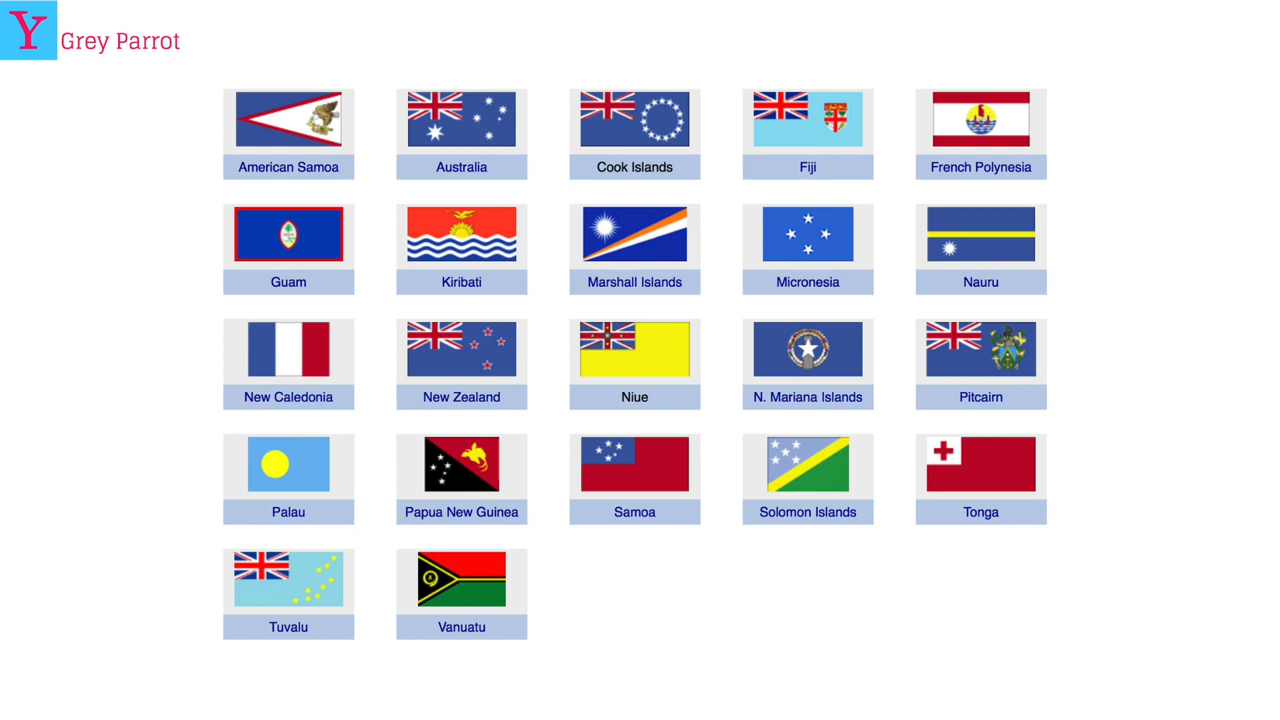 Y
Grey Parrot
American Samoa
Australia
Cook Islands
Fiji
French Polynesia
Guam
Kiribati
Marshall Islands
Micronesia
Nauru
New Caledonia
New Zealand
Niue
N. Mariana Islands
Pitcairn
Palau
Papua New Guinea
Samoa
Solomon Islands
Tonga
Tuvalu
Vanuatu